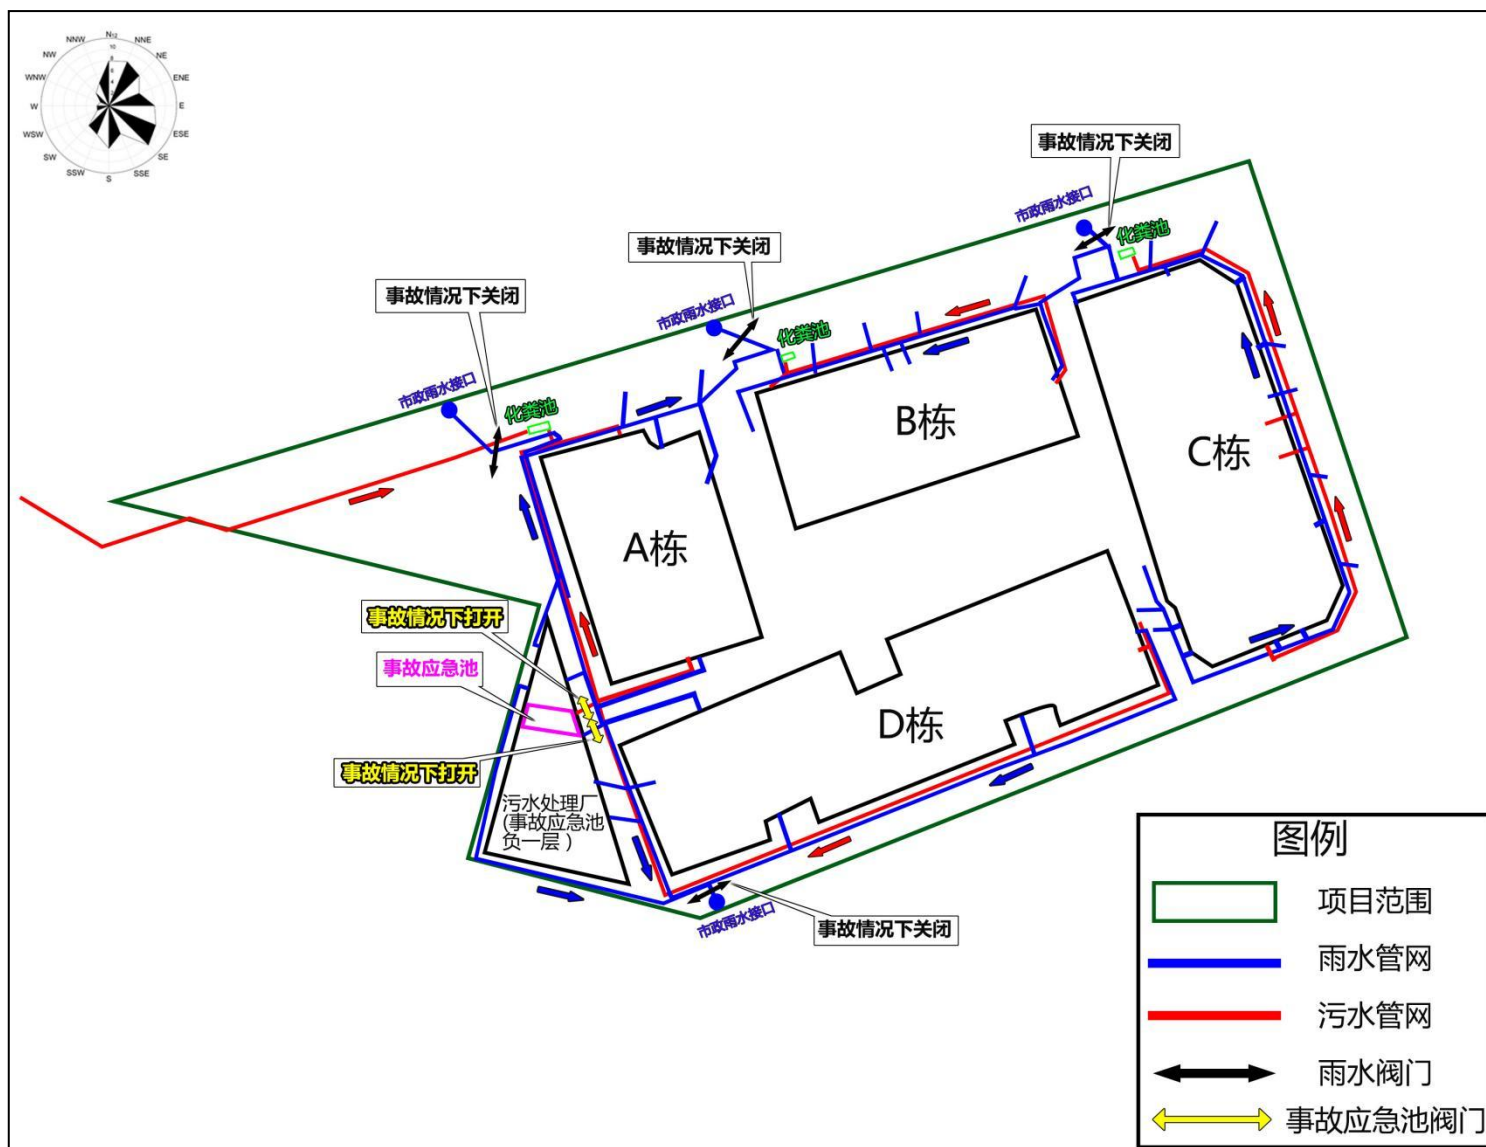 N
12
10
8
6
4
2
NNE
NE
ENE
E
ESE
SE
SSE
S
SSW
SW
WSW
W
WNW
NW
NNW
事故情况下关闭
市政雨水接口
化粪池
事故情况下关闭
市政雨水接口
化粪池
事故情况下关闭
市政雨水接口
化粪池
B栋
C栋
A栋
事故情况下打开
事故应急池
D栋
事故情况下打开
污水处理厂
(事故应急池
负一层)
市政雨水接口
事故情况下关闭
图例
项目范围
雨水管网
污水管网
雨水阀门
事故应急池阀门